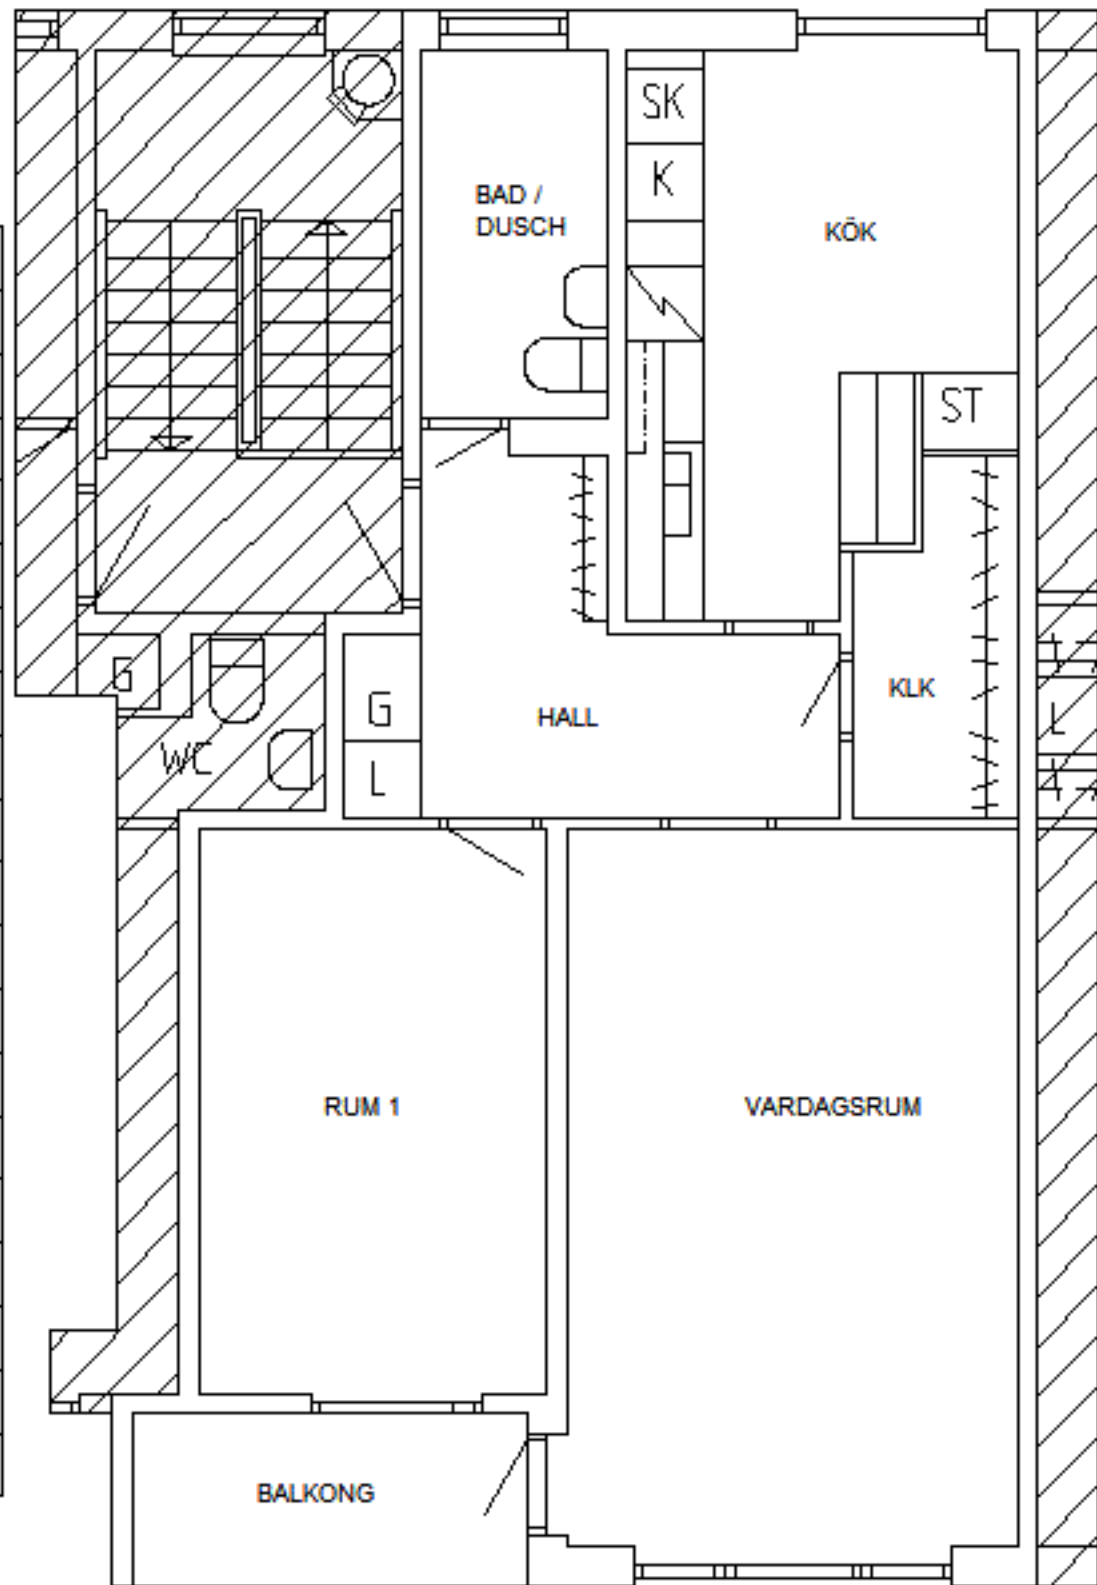 SK
K
BAD /
DUSCH
KÖK
ST
G
WC
G
L
HALL
KLK
L
RUM 1
VARDAGSRUM
BALKONG